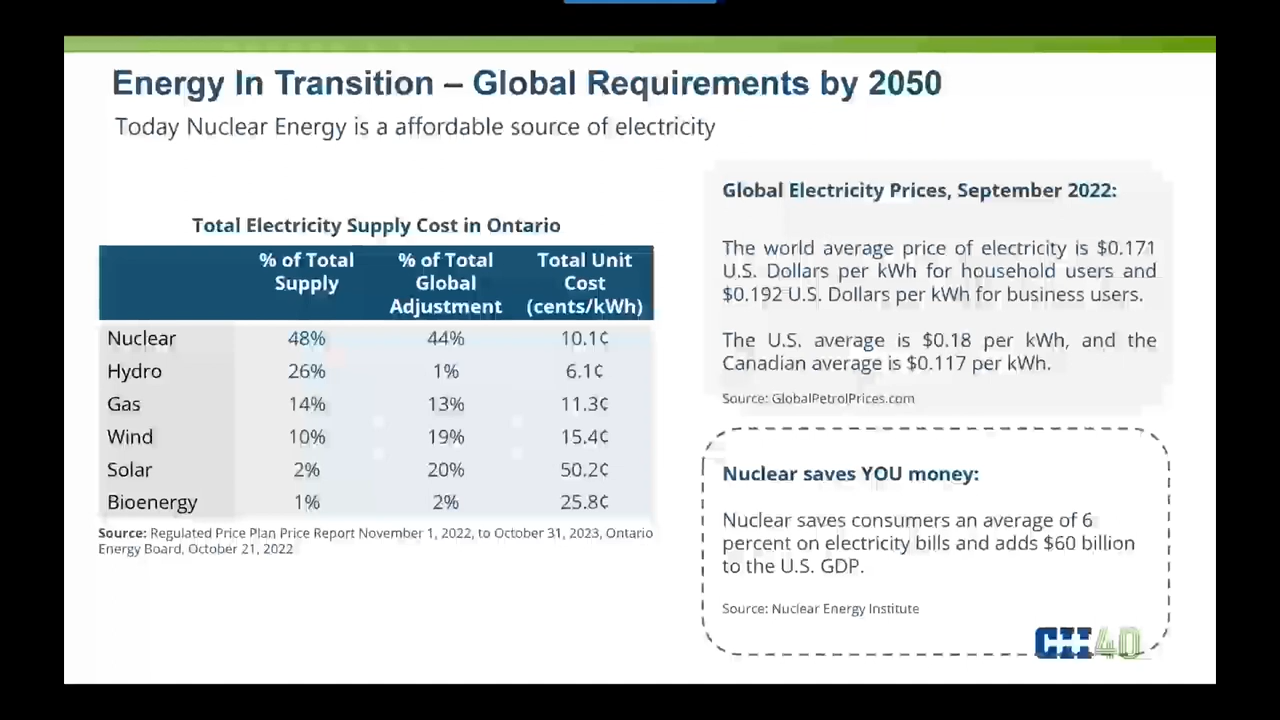 Energy In Transition – Global Requirements by 2050
Today Nuclear Energy is a affordable source of electricity
Total Electricity Supply Cost in Ontario
% of Total Supply % of Total Global Adjustment Total Unit Cost (cents/kWh)
Nuclear 48% 44% 10.1¢
Hydro 26% 1% 6.1¢
Gas 14% 13% 11.3¢
Wind 10% 19% 15.4¢
Solar 2% 20% 50.2¢
Bioenergy 1% 2% 25.8¢
Source: Regulated Price Plan Price Report November 1, 2022, to October 31, 2023, Ontario
Energy Board, October 21, 2022
Global Electricity Prices, September 2022:
The world average price of electricity is $0.171
U.S. Dollars per kWh for household users and
$0.192 U.S. Dollars per kWh for business users.
The U.S. average is $0.18 per kWh, and the
Canadian average is $0.117 per kWh.
Source: GlobalPetrolPrices.com
Nuclear saves YOU money:
Nuclear saves consumers an average of 6
percent on electricity bills and adds $60 billion
to the U.S. GDP.
Source: Nuclear Energy Institute